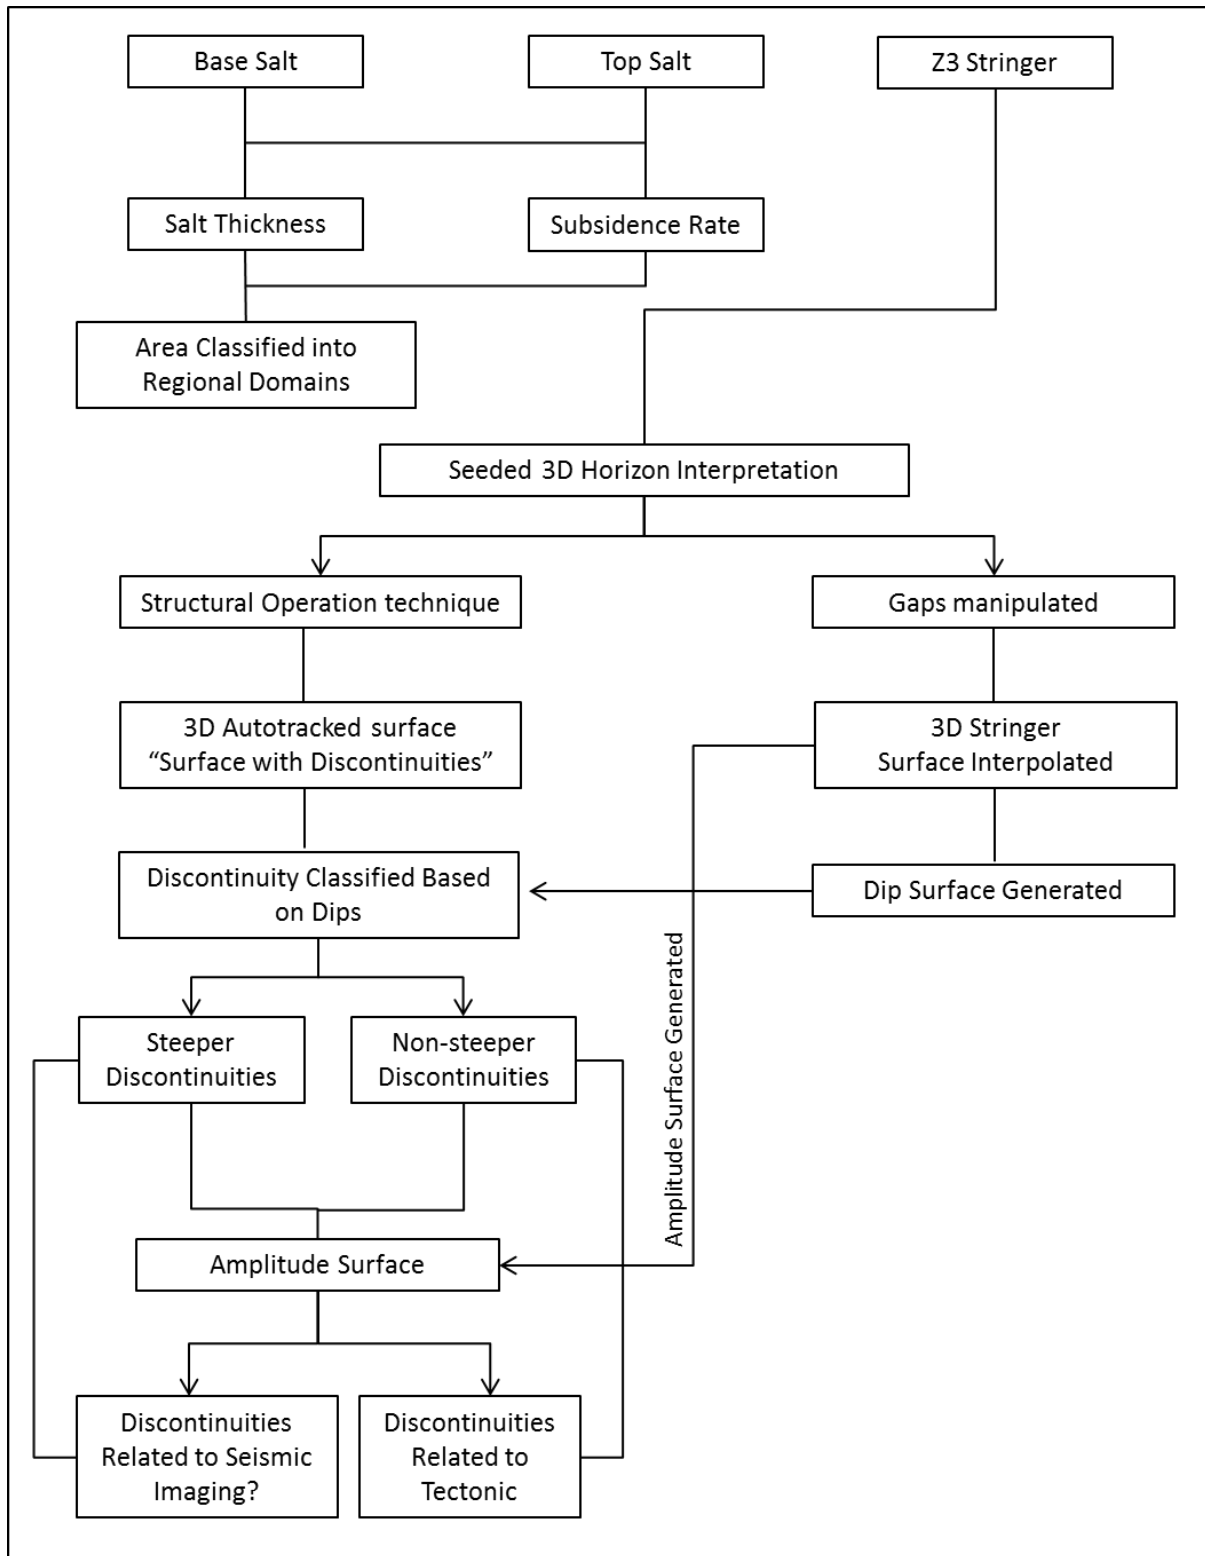 Base Salt
Top Salt
Z3 Stringer
Salt Thickness
Subsidence Rate
Area Classified into
Regional Domains
Seeded 3D Horizon Interpretation
Structural Operation technique
Gaps manipulated
3D Autotracked surface
“Surface with Discontinuities”
3D Stringer
Surface Interpolated
Discontinuity Classified Based
on Dips
Dip Surface Generated
Amplitude Surface Generated
Steeper
Discontinuities
Non-steeper
Discontinuities
Amplitude Surface
Discontinuities
Related to Seismic
Imaging?
Discontinuities
Related to
Tectonic